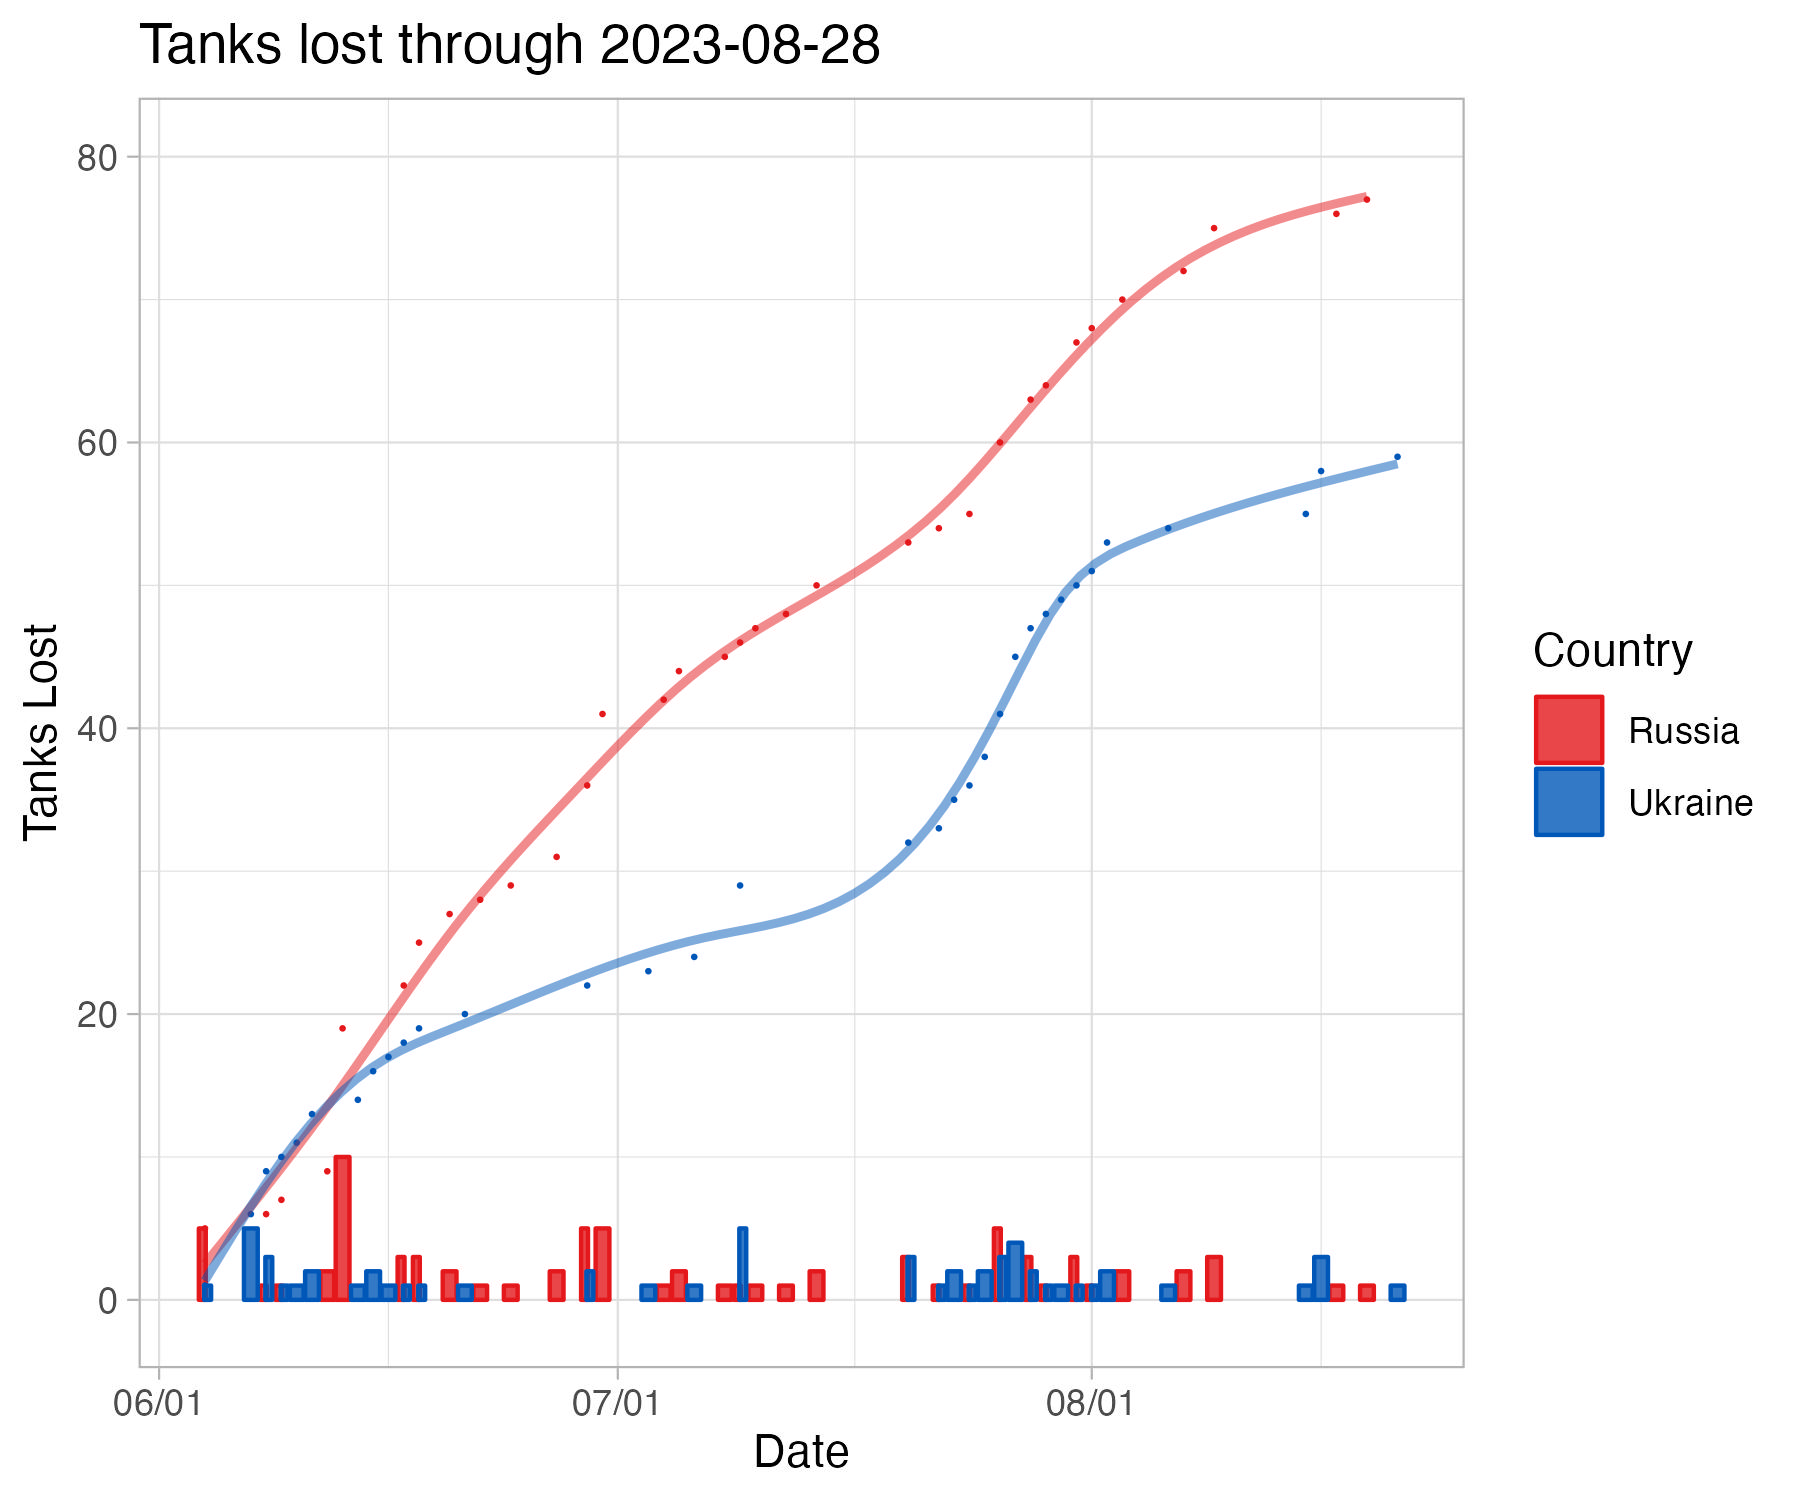 Tanks lost through 2023-08-28
80
60
40
20
0
Tanks Lost
06/01 07/01 08/01
Date
Country
Russia
Ukraine